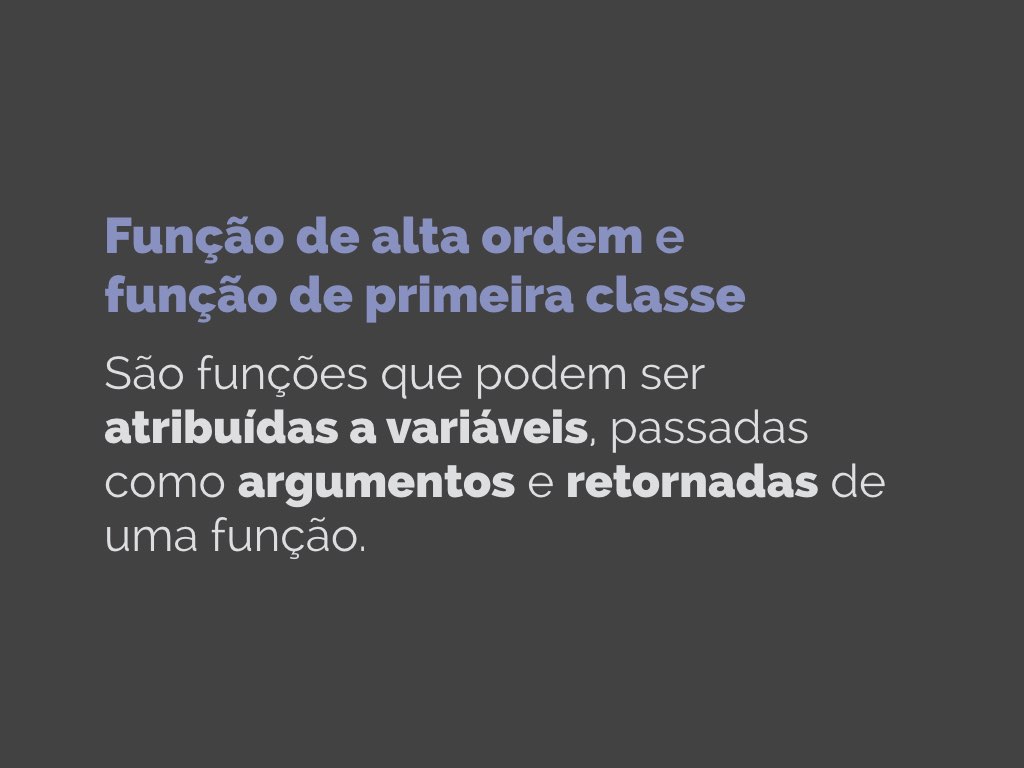 Função de alta ordem e
função de primeira classe
São funções que podem ser
atribuídas a variáveis, passadas
como argumentos e retornadas de
uma função.